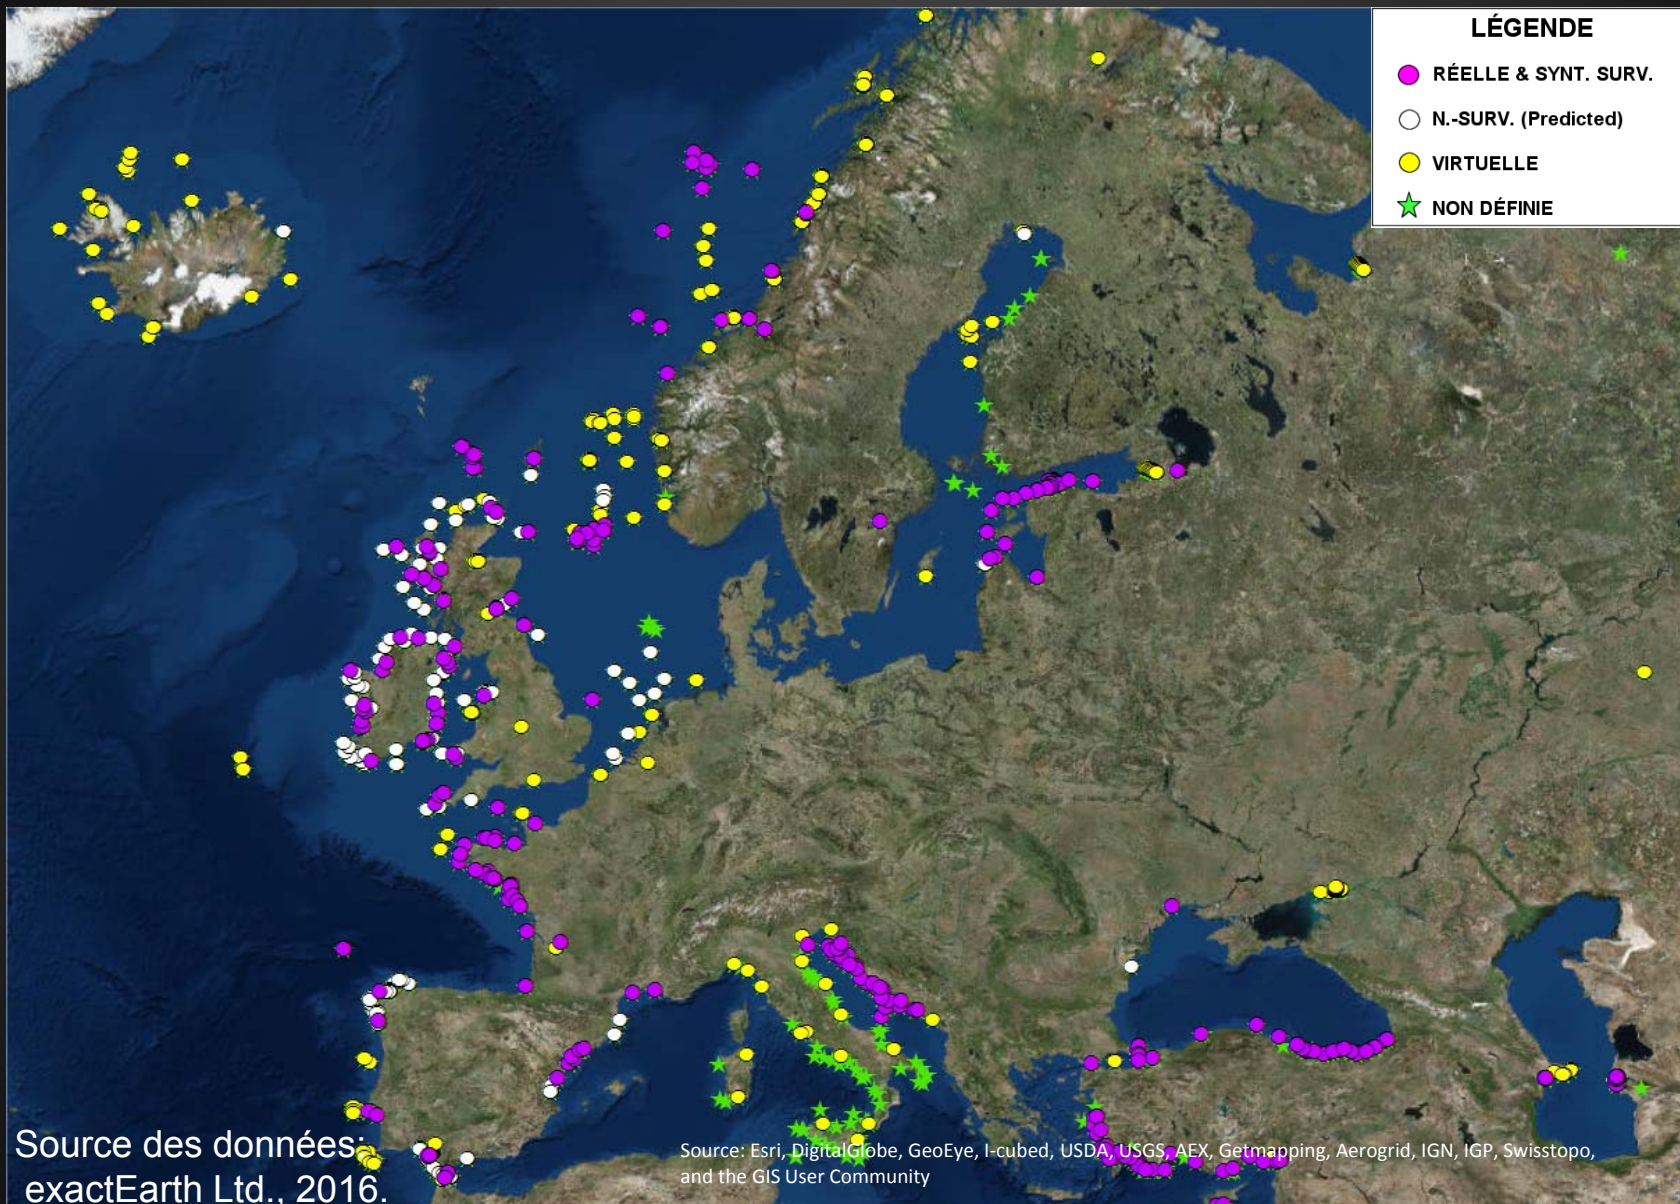 LÉGENDE
RÉELLE & SYNT. SURV.
N.-SURV. (Predicted)
VIRTUELLE
NON DÉFINIE
Source des données:
exactEarth Ltd., 2016.
Source: Esri, DigitalGlobe, GeoEye, I-cubed, USDA, USGS, AEX, Getmapping, Aerogrid, IGN, IGP, Swisstopo,
and the GIS User Community